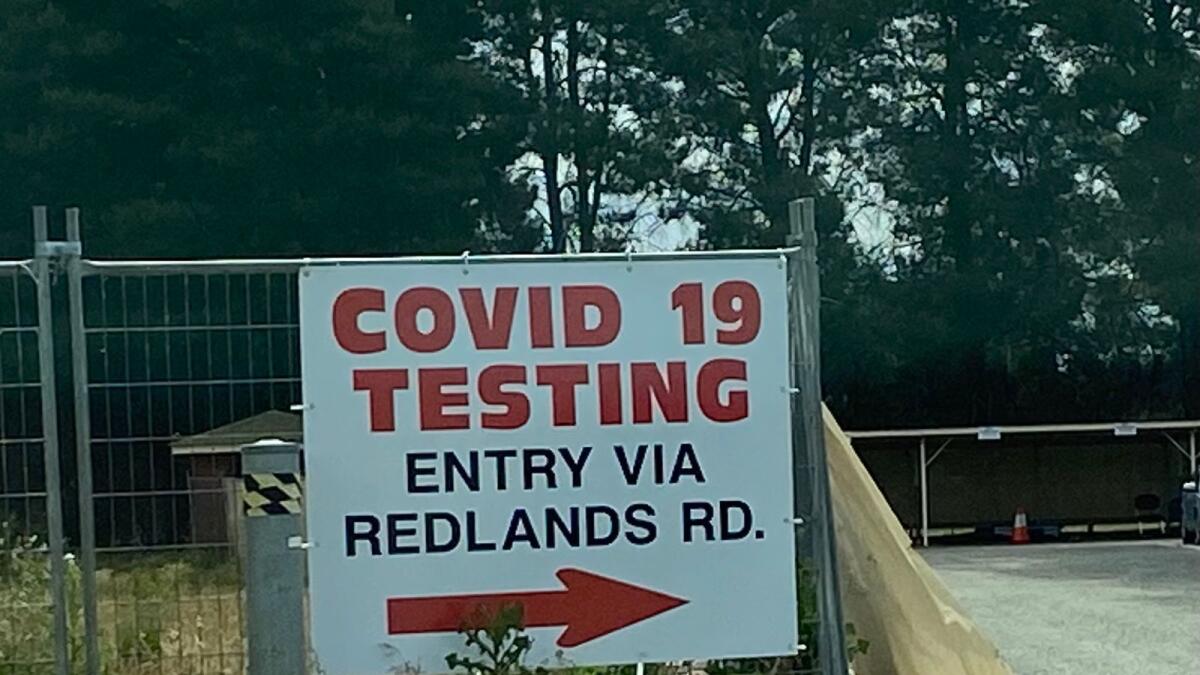 COVID 19
TESTING
ENTRY VIA
REDLANDS RD.